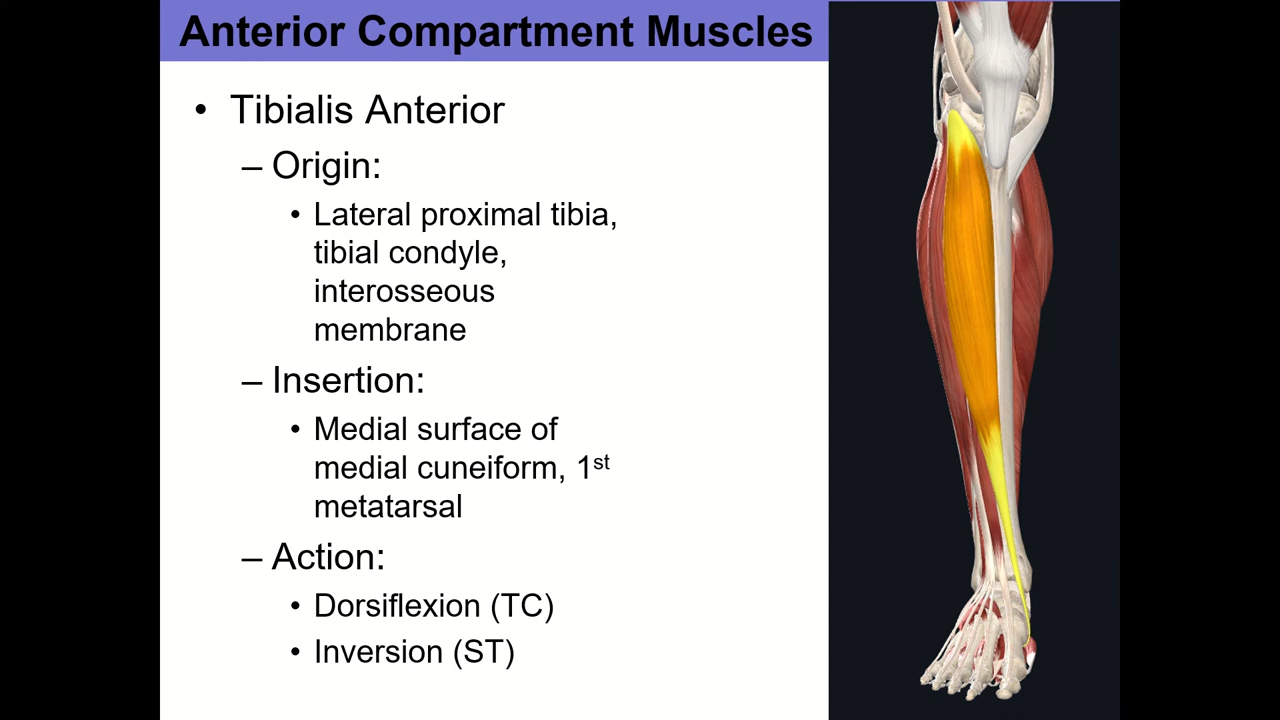 Anterior Compartment Muscles
• Tibialis Anterior
– Origin:
• Lateral proximal tibia,
tibial condyle,
interosseous
membrane
– Insertion:
• Medial surface of
medial cuneiform, 1st
metatarsal
– Action:
• Dorsiflexion (TC)
• Inversion (ST)